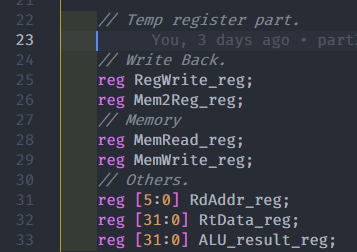 21
22 // Temp register part.
23 You, 3 days ago • part
24 // Write Back.
25 reg RegWrite_reg;
26 reg Mem2Reg_reg;
27 // Memory
28 reg MemRead_reg;
29 reg MemWrite_reg;
30 // Others.
31 reg [5:0] RdAddr_reg;
32 reg [31:0] RtData_reg;
33 reg [31:0] ALU_result_reg;